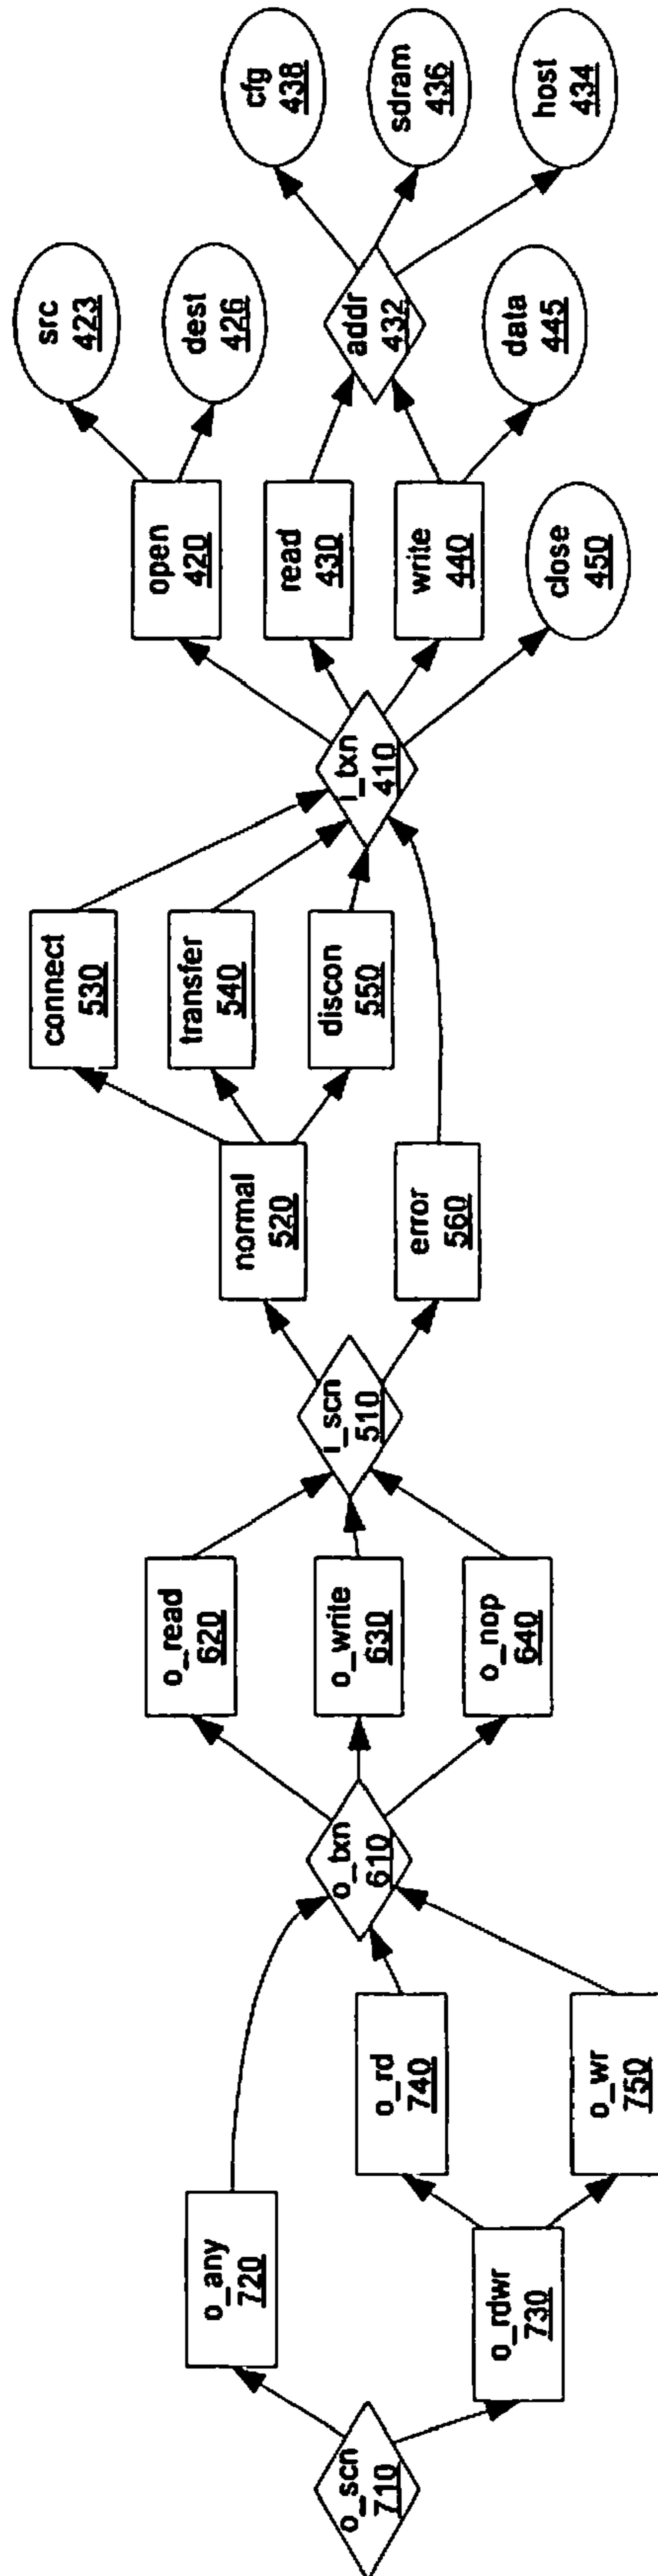 o_scn
710
o_any
720
o_rdwr
730
o_rd
740
o_wr
750
o_txn
610
o_read
620
o_write
630
o_nop
640
i_scn
510
normal
520
error
560
connect
530
transfer
540
discon
550
i_txn
410
open
420
read
430
write
440
close
450
src
423
dest
426
addr
432
data
445
cfg
438
sdram
436
host
434